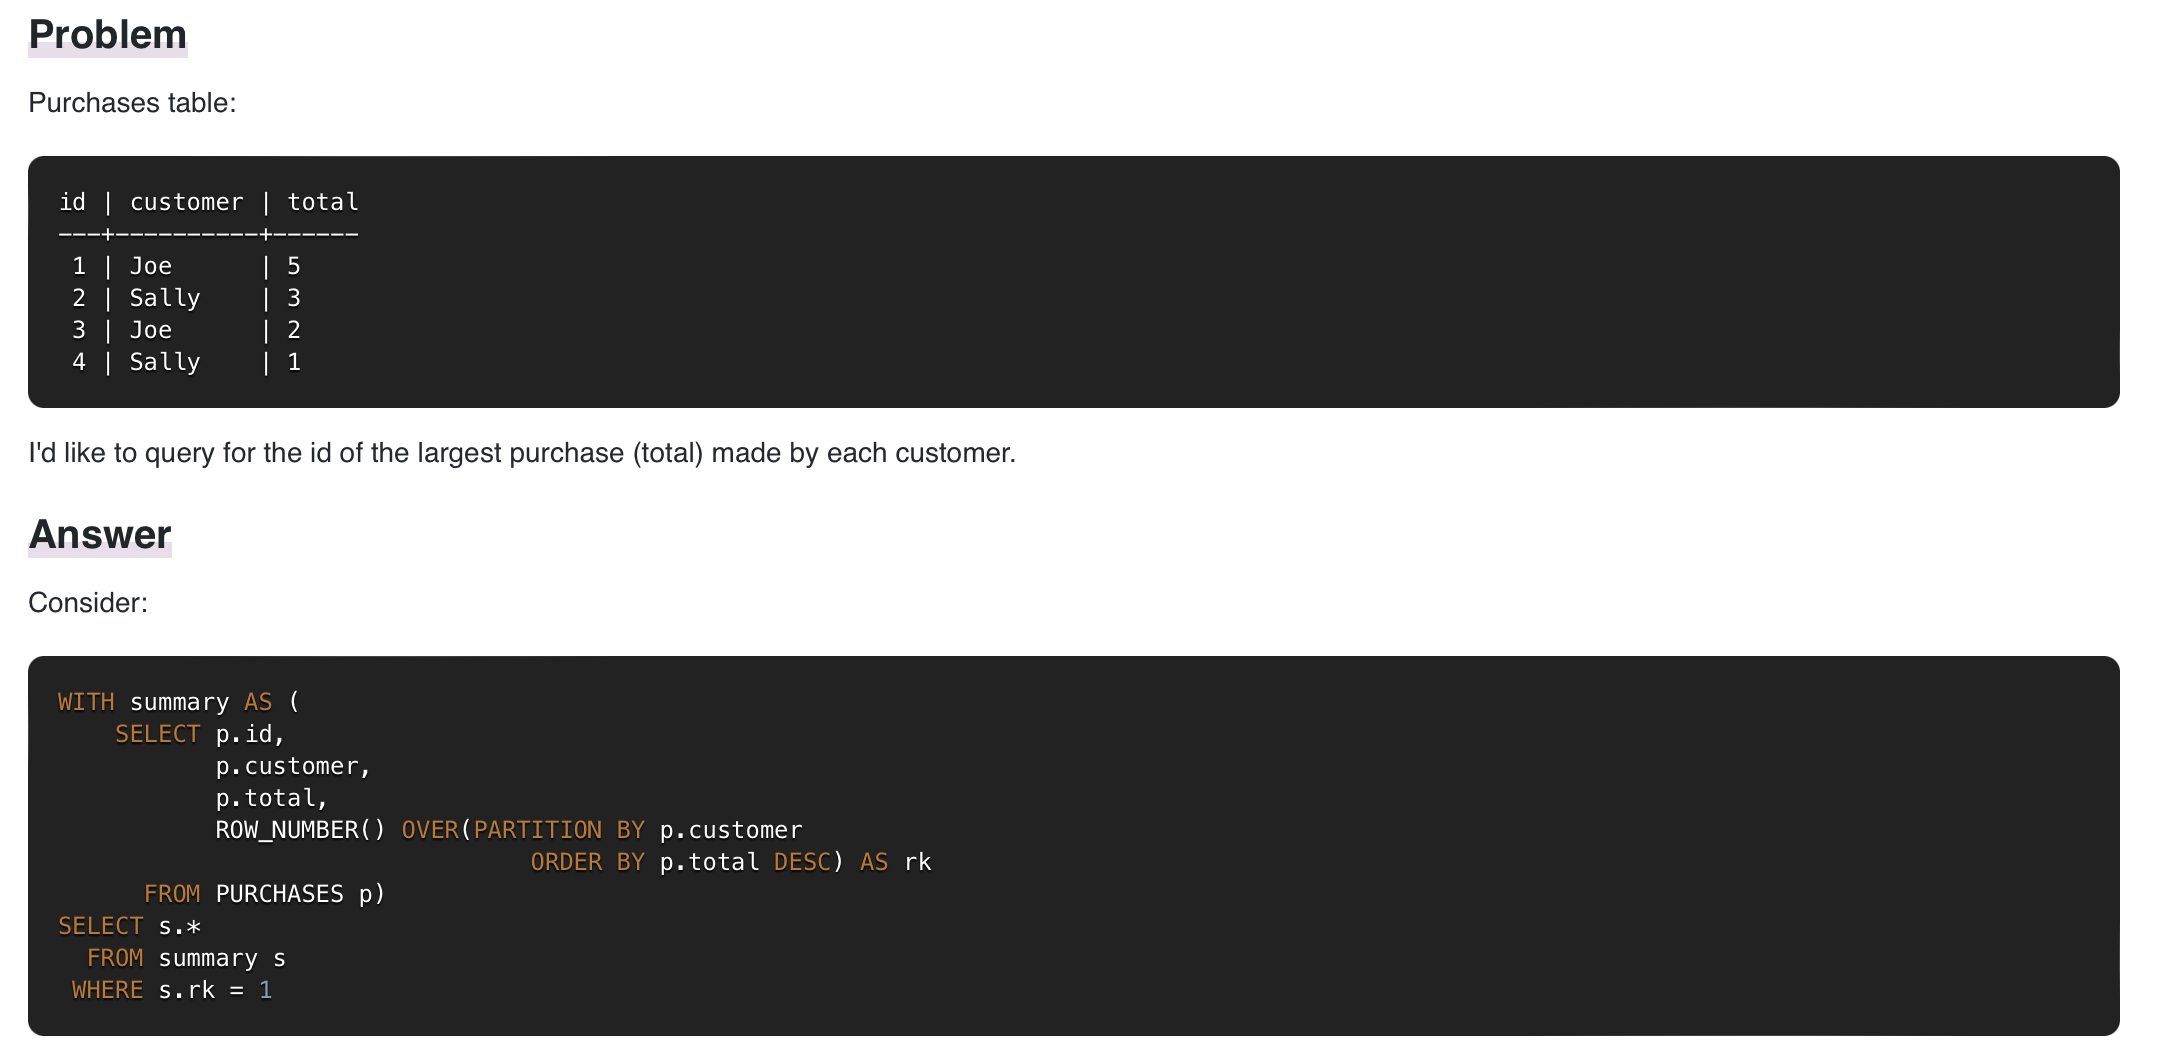 Problem
Purchases table:
id | customer | total
---+----------+------
 1 | Joe      | 5
 2 | Sally    | 3
 3 | Joe      | 2
 4 | Sally    | 1
I'd like to query for the id of the largest purchase (total) made by each customer.
Answer
Consider:
WITH summary AS (
    SELECT p.id,
           p.customer,
           p.total,
           ROW_NUMBER() OVER(PARTITION BY p.customer
                                 ORDER BY p.total DESC) AS rk
      FROM PURCHASES p)
SELECT s.*
  FROM summary s
 WHERE s.rk = 1